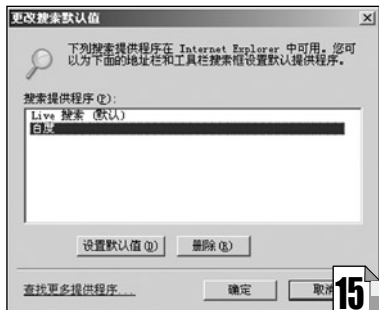 更改搜索默认值
下列搜索提供程序在 Internet Explorer 中可用。您可
以为下面的地址栏和工具栏搜索框设置默认提供程序。
搜索提供程序(P):
Live 搜索 (默认)
百度
设置默认值(D)
删除(R)
查找更多提供程序...
确定
取消
15